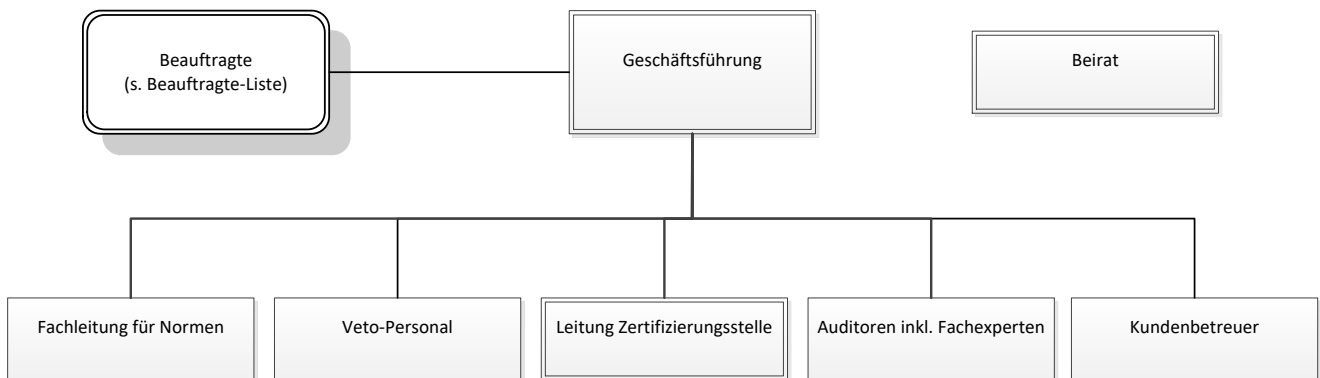 Beauftragte
(s. Beauftragte-Liste)
Geschäftsführung
Beirat
Fachleitung für Normen
Veto-Personal
Leitung Zertifizierungsstelle
Auditoren inkl. Fachexperten
Kundenbetreuer